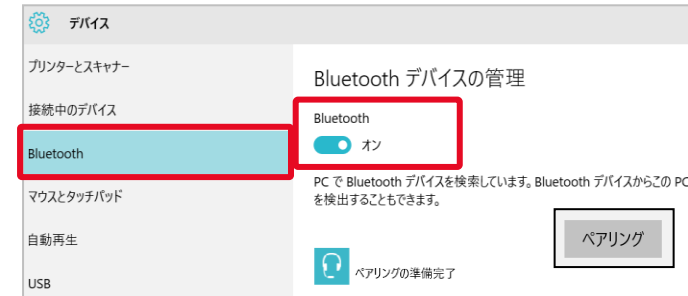 デバイス
プリンターとスキャナー
接続中のデバイス
Bluetooth
マウスとタッチパッド
自動再生
USB
Bluetooth デバイスの管理
Bluetooth
オン
PC で Bluetooth デバイスを検索しています。Bluetooth デバイスからこの PC
を検出することもできます。
ペアリング
ペアリングの準備完了